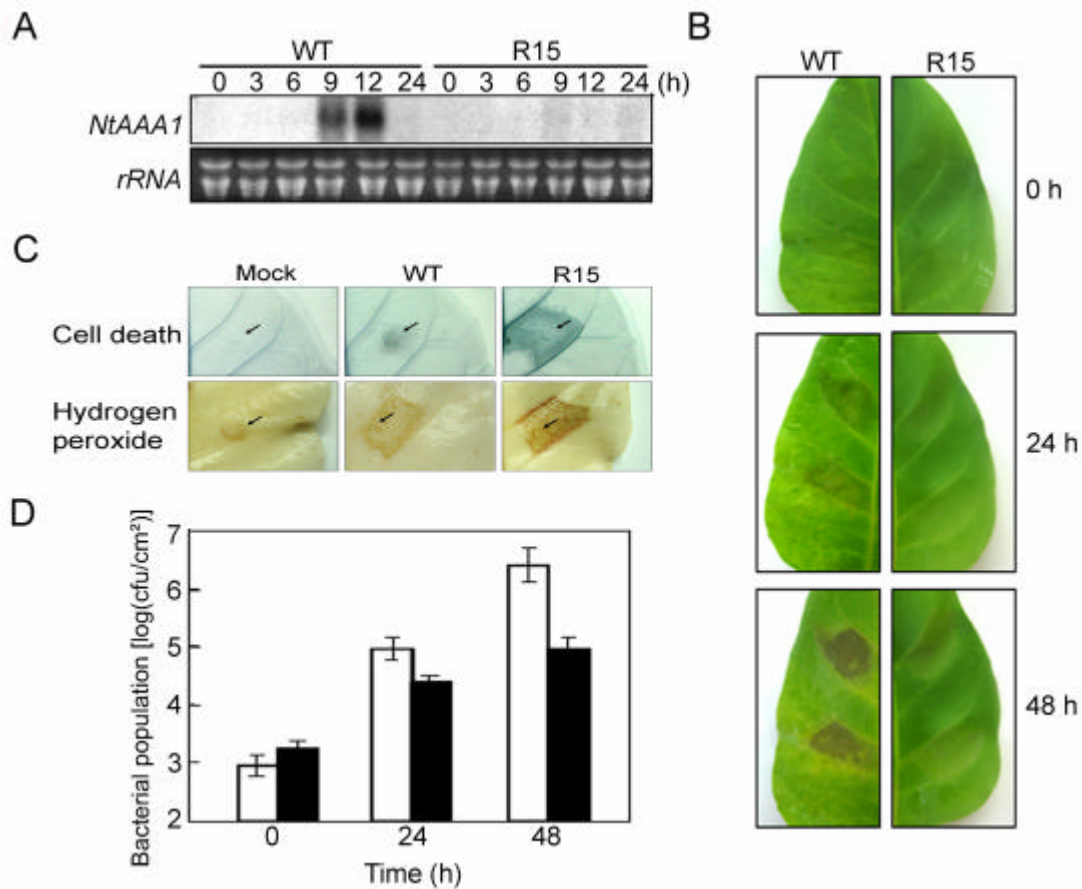 A
WT R15
0 3 6 9 12 24 0 3 6 9 12 24 (h)
NtAAA1
rRNA
B
WT R15
0 h
24 h
48 h
C
Mock WT R15
Cell death
Hydrogen
peroxide
D
Bacterial population [log(cfu/cm²)]
7
6
5
4
3
2
0 24 48
Time (h)